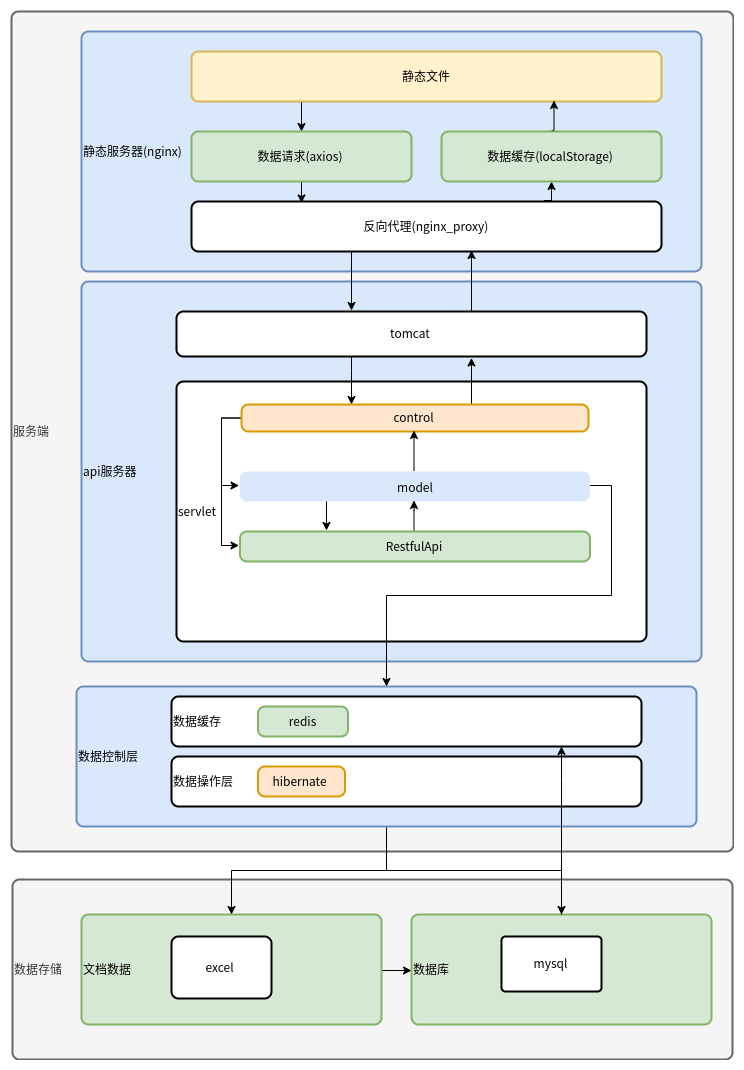 静态文件
静态服务器(nginx)
数据请求(axios)
数据缓存(localStorage)
反向代理(nginx_proxy)
服务端
tomcat
control
api服务器
model
servlet
RestfulApi
数据缓存
redis
数据控制层
数据操作层
hibernate
数据存储
文档数据
excel
数据库
mysql